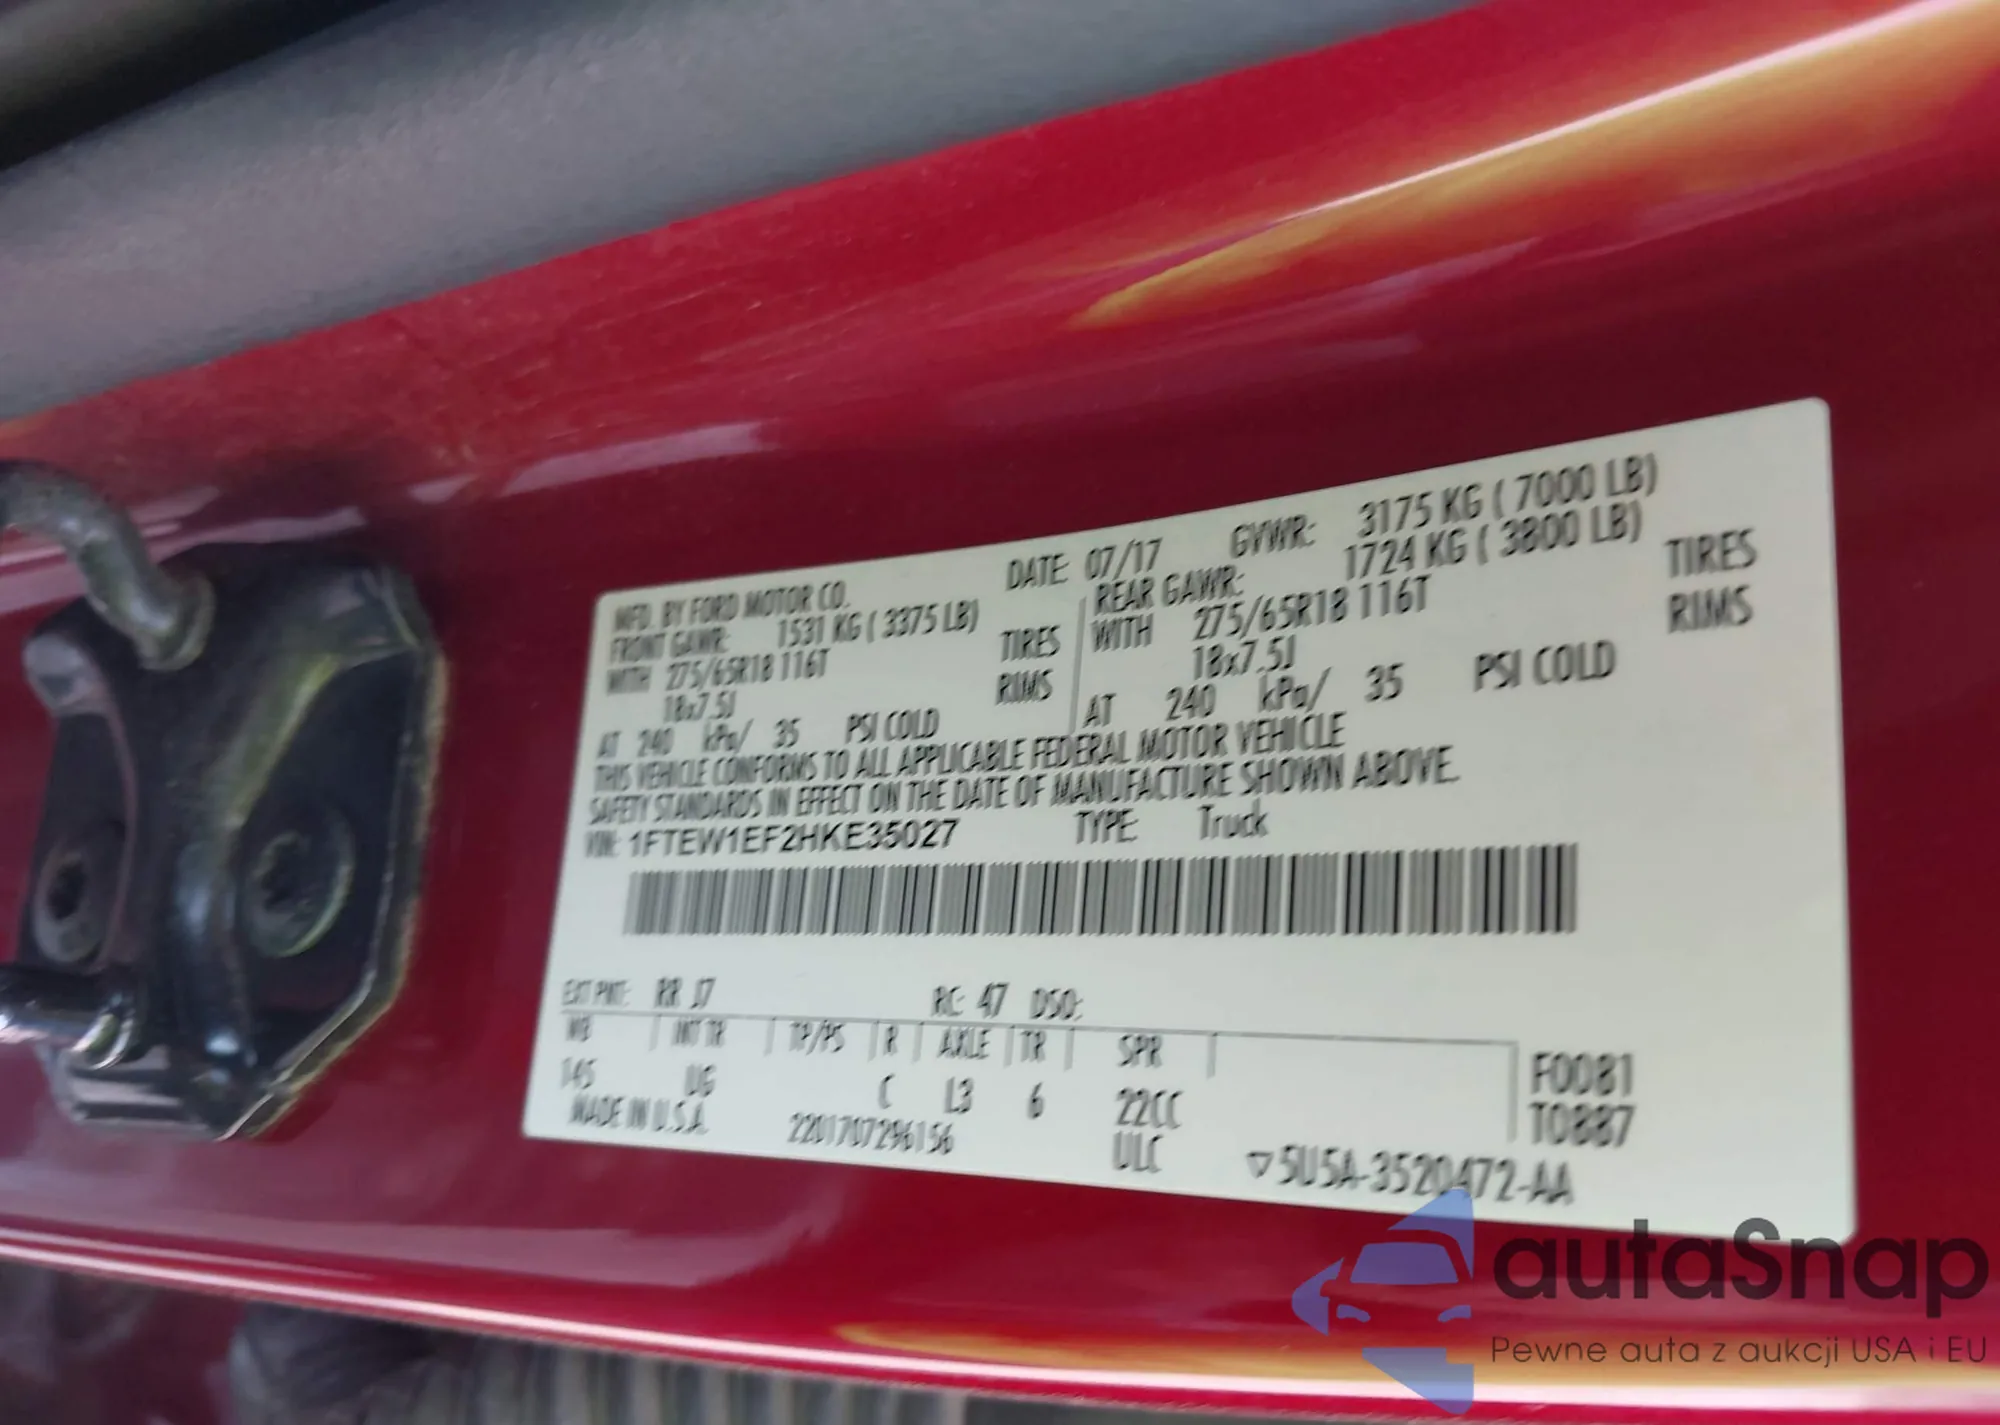 MFD. BY FORD MOTOR CO. DATE: 07/17 GVWR: 3175 KG ( 7000 LB)
FRONT GAWR: 1531 KG ( 3375 LB) REAR GAWR: 1724 KG ( 3800 LB)
WITH 275/65R18 116T TIRES WITH 275/65R18 116T TIRES
18x7.5J RIMS 18x7.5J RIMS
AT 240 kPa/ 35 PSI COLD AT 240 kPa/ 35 PSI COLD
THIS VEHICLE CONFORMS TO ALL APPLICABLE FEDERAL MOTOR VEHICLE
SAFETY STANDARDS IN EFFECT ON THE DATE OF MANUFACTURE SHOWN ABOVE.
VIN: 1FTEW1EF2HKE35027 TYPE: Truck
EXT PNT: RR J7 RC: 47 DSO:
WB INT TR TP/PS R AXLE TR SPR
145 UG C L3 6 22CC F0081
MADE IN U.S.A. 2201707296156 ULC T0887
▽5U5A-3520472-AA
autaSnap
Pewne auta z aukcji USA i EU